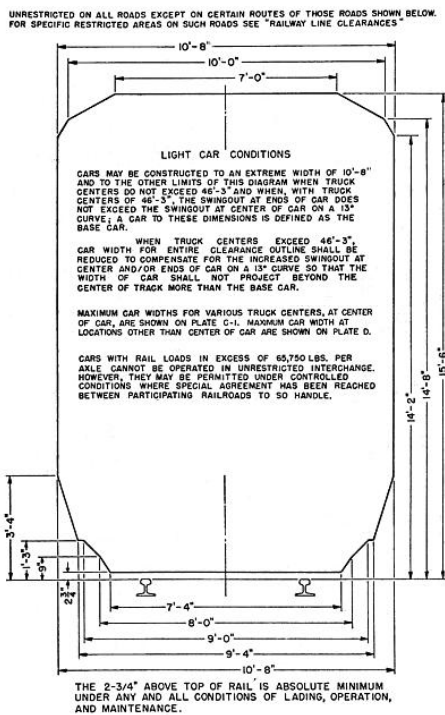 UNRESTRICTED ON ALL ROADS EXCEPT ON CERTAIN ROUTES OF THOSE ROADS SHOWN BELOW.
FOR SPECIFIC RESTRICTED AREAS ON SUCH ROADS SEE "RAILWAY LINE CLEARANCES"
10'-8"
10'-0"
7'-0"
LIGHT CAR CONDITIONS
CARS MAY BE CONSTRUCTED TO AN EXTREME WIDTH OF 10'-8"
AND TO THE OTHER LIMITS OF THIS DIAGRAM WHEN TRUCK
CENTERS DO NOT EXCEED 46'-3" AND WHEN, WITH TRUCK
CENTERS OF 46'-3", THE SWINGOUT AT ENDS OF CAR DOES
NOT EXCEED THE SWINGOUT AT CENTER OF CAR ON A 13°
CURVE; A CAR TO THESE DIMENSIONS IS DEFINED AS THE
BASE CAR.
WHEN TRUCK CENTERS EXCEED 46'-3",
CAR WIDTH FOR ENTIRE CLEARANCE OUTLINE SHALL BE
REDUCED TO COMPENSATE FOR THE INCREASED SWINGOUT AT
CENTER AND/OR ENDS OF CAR ON A 13° CURVE SO THAT THE
WIDTH OF CAR SHALL NOT PROJECT BEYOND THE
CENTER OF TRACK MORE THAN THE BASE CAR.
MAXIMUM CAR WIDTHS FOR VARIOUS TRUCK CENTERS, AT CENTER
OF CAR, ARE SHOWN ON PLATE C-1. MAXIMUM CAR WIDTH AT
LOCATIONS OTHER THAN CENTER OF CAR ARE SHOWN ON PLATE D.
CARS WITH RAIL LOADS IN EXCESS OF 65,750 LBS. PER
AXLE CANNOT BE OPERATED IN UNRESTRICTED INTERCHANGE.
HOWEVER, THEY MAY BE PERMITTED UNDER CONTROLLED
CONDITIONS WHERE SPECIAL AGREEMENT HAS BEEN REACHED
BETWEEN PARTICIPATING RAILROADS TO SO HANDLE.
14'-2"
14'-8"
15'-6"
3'-4"
1'-3"
9"
2 3/4"
7'-4"
8'-0"
9'-0"
9'-4"
10'-8"
THE 2-3/4" ABOVE TOP OF RAIL IS ABSOLUTE MINIMUM
UNDER ANY AND ALL CONDITIONS OF LADING, OPERATION,
AND MAINTENANCE.